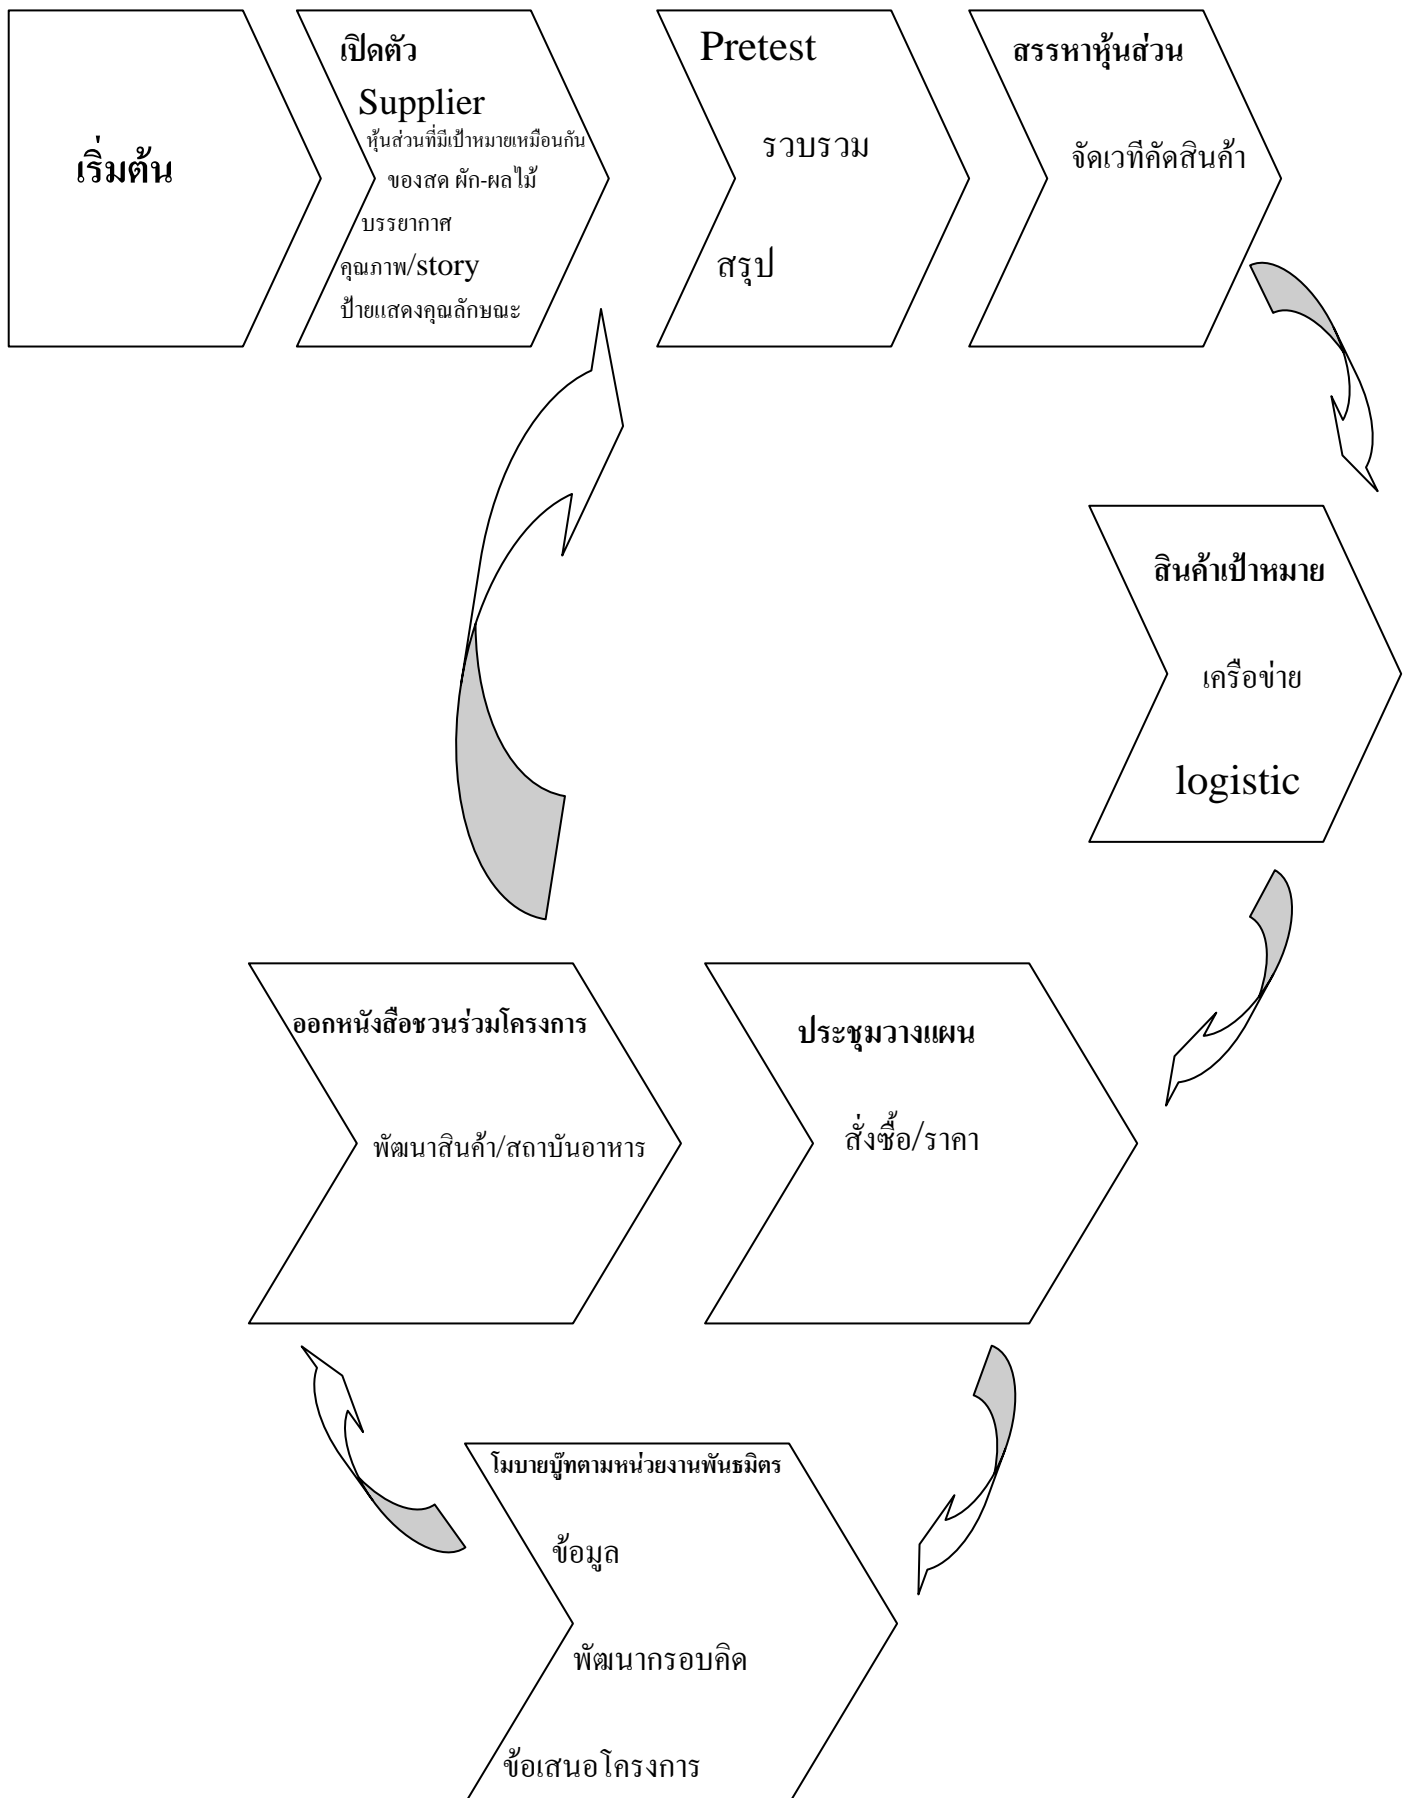 เริ่มต้น
เปิดตัว
Supplier
หุ้นส่วนที่มีเป้าหมายเหมือนกัน
ของสด ผัก-ผลไม้
บรรยากาศ
คุณภาพ/story
ป้ายแสดงคุณลักษณะ
Pretest
รวบรวม
สรุป
สรรหาหุ้นส่วน
จัดเวทีคัดสินค้า
สินค้าเป้าหมาย
เครือข่าย
logistic
ออกหนังสือชวนร่วมโครงการ
พัฒนาสินค้า/สถาบันอาหาร
ประชุมวางแผน
สั่งซื้อ/ราคา
โมบายบู๊ทตามหน่วยงานพันธมิตร
ข้อมูล
พัฒนากรอบคิด
ข้อเสนอโครงการ